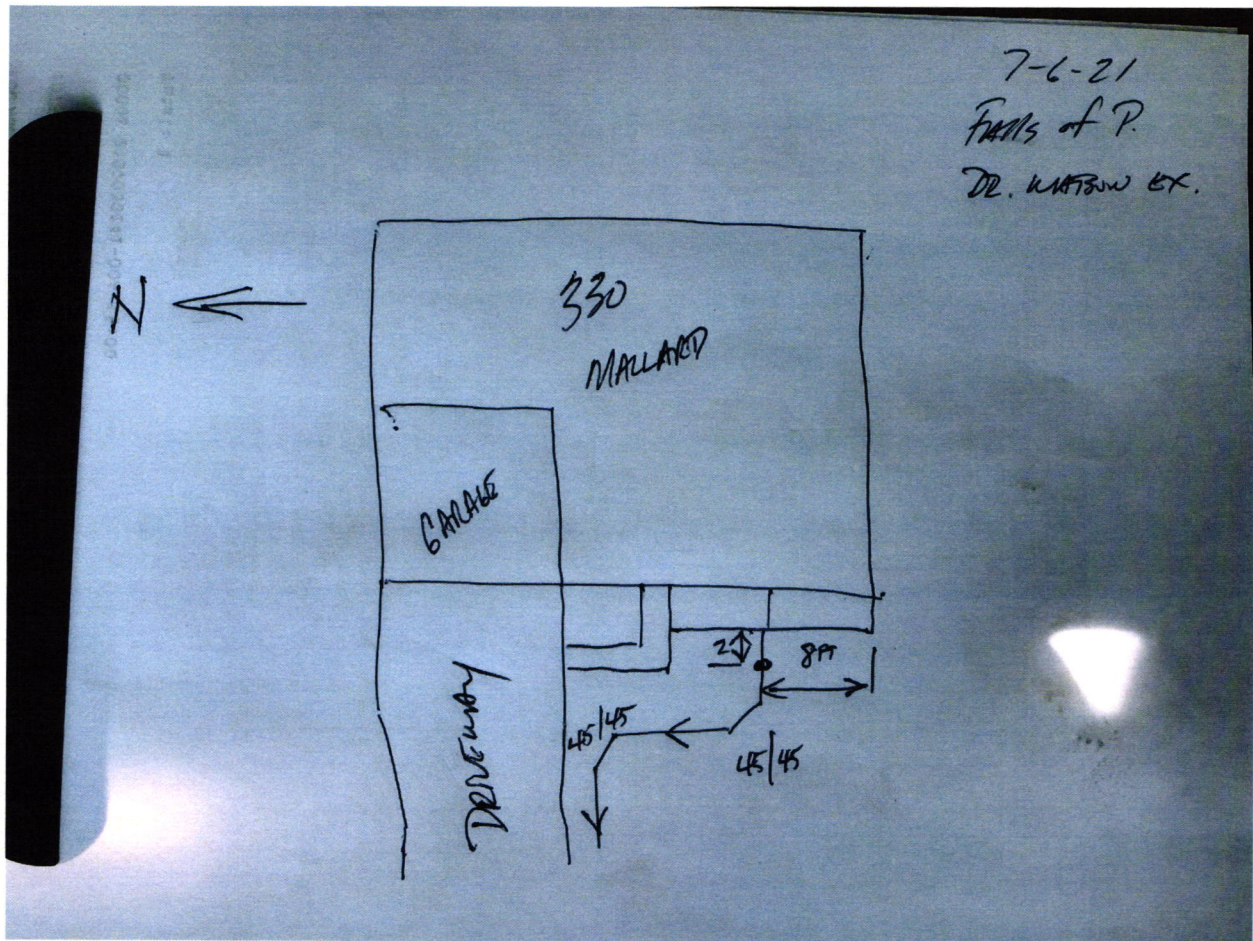 7-6-21
Falls of P.
DR. WATSON EX.
N
330
MALLARD
GARAGE
2
8FT
45/45
45/45
DRIVEWAY